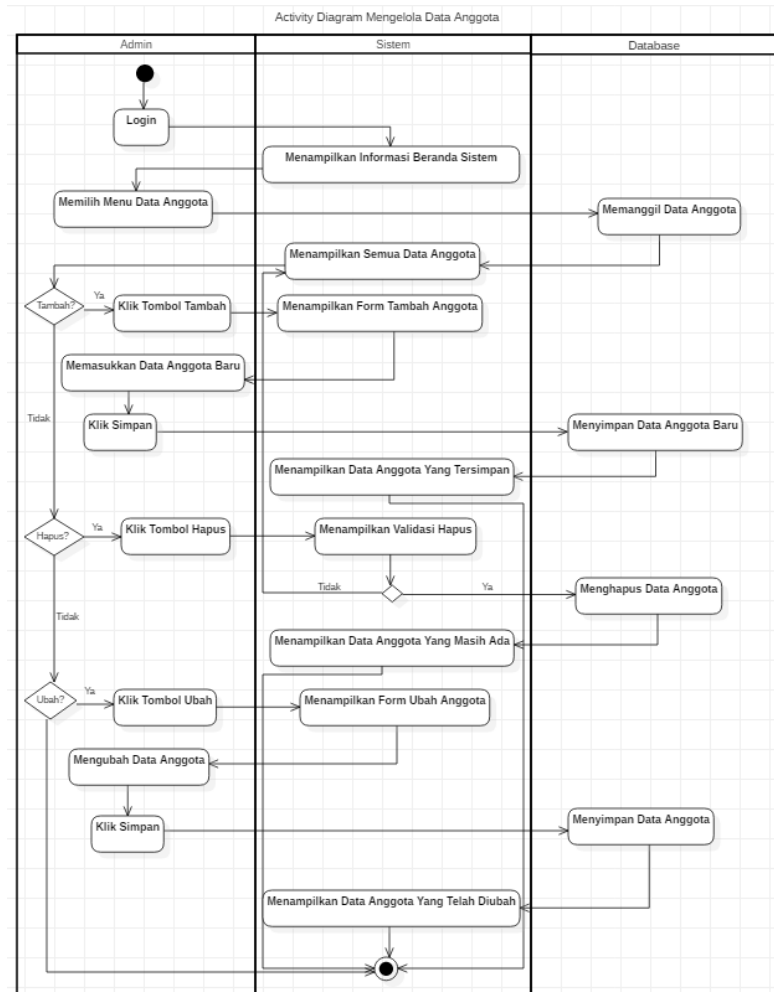 Activity Diagram Mengelola Data Anggota
Admin
Sistem
Database
Login
Menampilkan Informasi Beranda Sistem
Memilih Menu Data Anggota
Memanggil Data Anggota
Menampilkan Semua Data Anggota
Tambah?
Ya
Klik Tombol Tambah
Menampilkan Form Tambah Anggota
Memasukkan Data Anggota Baru
Tidak
Klik Simpan
Menyimpan Data Anggota Baru
Menampilkan Data Anggota Yang Tersimpan
Hapus?
Ya
Klik Tombol Hapus
Menampilkan Validasi Hapus
Tidak
Ya
Menghapus Data Anggota
Tidak
Menampilkan Data Anggota Yang Masih Ada
Ubah?
Ya
Klik Tombol Ubah
Menampilkan Form Ubah Anggota
Mengubah Data Anggota
Klik Simpan
Menyimpan Data Anggota
Menampilkan Data Anggota Yang Telah Diubah